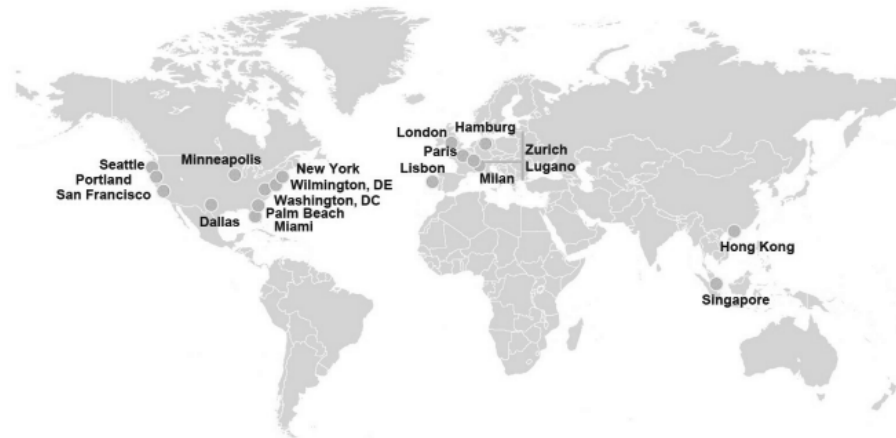 Seattle
Portland
San Francisco
Minneapolis
Dallas
New York
Wilmington, DE
Washington, DC
Palm Beach
Miami
London
Hamburg
Paris
Lisbon
Zurich
Lugano
Milan
Hong Kong
Singapore